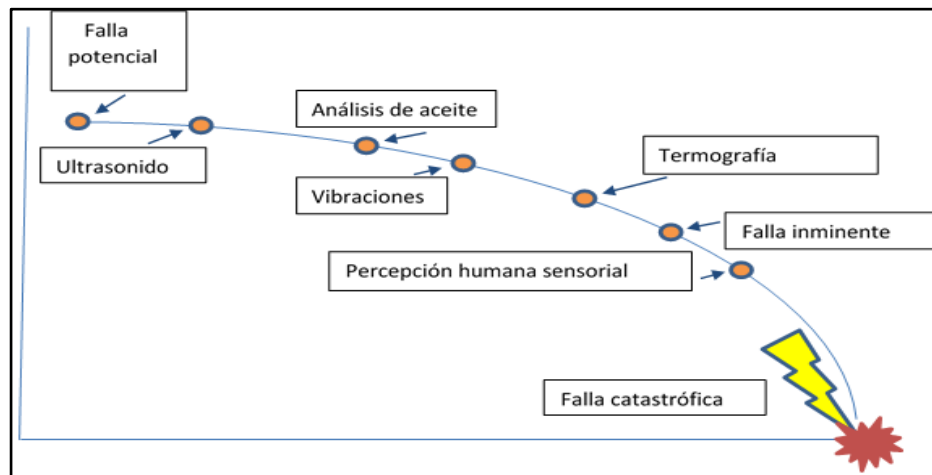 Falla
potencial
Ultrasonido
Análisis de aceite
Vibraciones
Termografía
Falla inminente
Percepción humana sensorial
Falla catastrófica